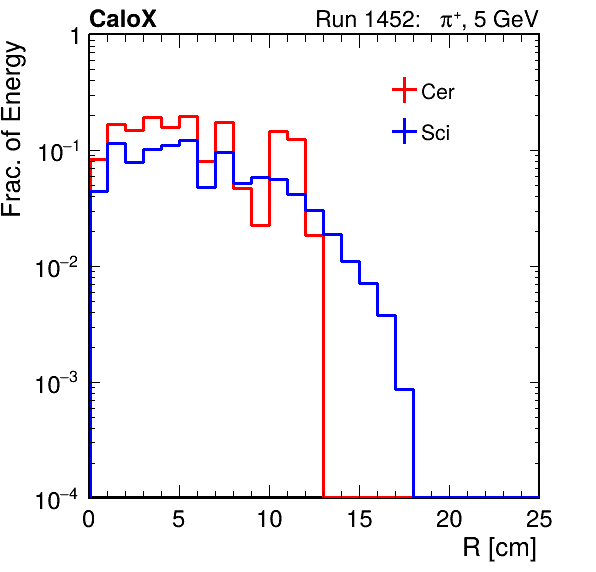 CaloX Run 1452: π⁺, 5 GeV
Frac. of Energy
1
10⁻¹
10⁻²
10⁻³
10⁻⁴
Cer
Sci
0 5 10 15 20 25
R [cm]